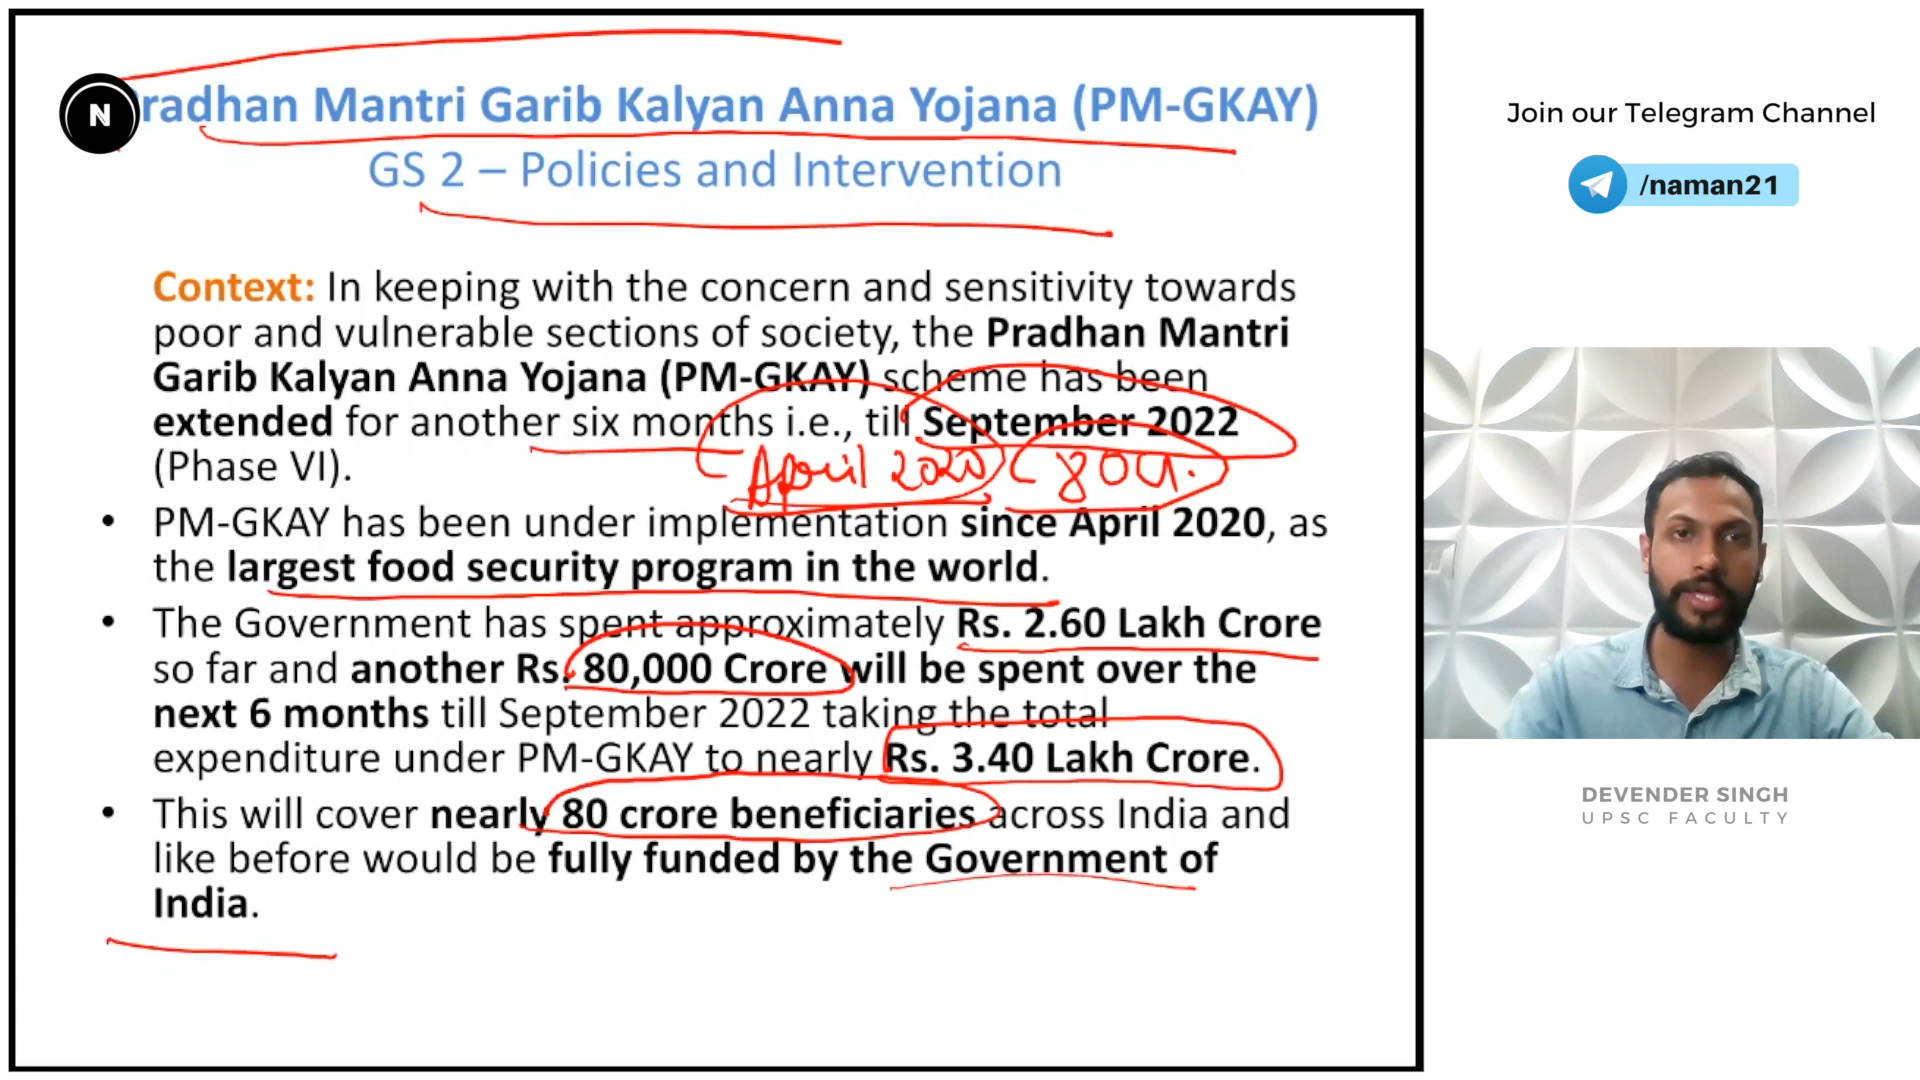 N
radhan Mantri Garib Kalyan Anna Yojana (PM-GKAY)
GS 2 – Policies and Intervention
Context: In keeping with the concern and sensitivity towards
poor and vulnerable sections of society, the Pradhan Mantri
Garib Kalyan Anna Yojana (PM-GKAY) scheme has been
extended for another six months i.e., till September 2022
(Phase VI).
April 2020 80Cr.
• PM-GKAY has been under implementation since April 2020, as
the largest food security program in the world.
• The Government has spent approximately Rs. 2.60 Lakh Crore
so far and another Rs. 80,000 Crore will be spent over the
next 6 months till September 2022 taking the total
expenditure under PM-GKAY to nearly Rs. 3.40 Lakh Crore.
• This will cover nearly 80 crore beneficiaries across India and
like before would be fully funded by the Government of
India.
Join our Telegram Channel
/naman21
DEVENDER SINGH
UPSC FACULTY